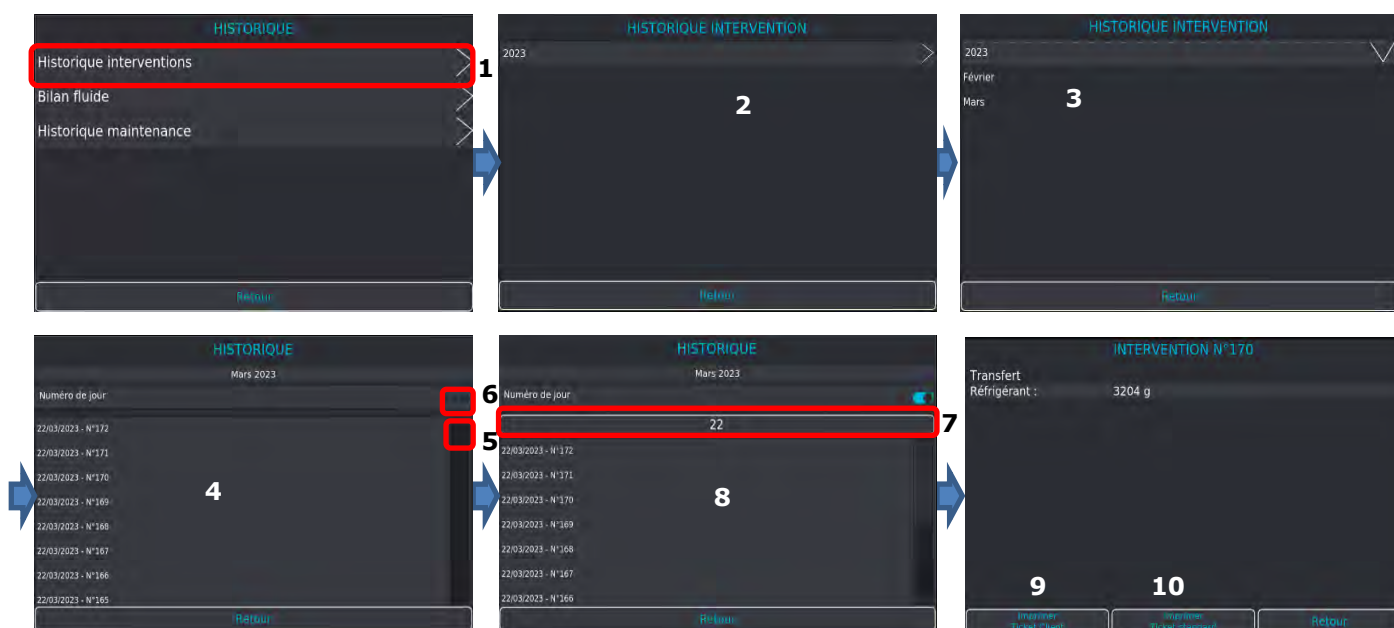 HISTORIQUE
Historique interventions
1
Bilan fluide
Historique maintenance
Retour
HISTORIQUE INTERVENTION
2023
2
Retour
HISTORIQUE INTERVENTION
2023
Février
Mars
3
Retour
HISTORIQUE
Mars 2023
Numéro de jour
6
22/03/2023 - N°172
5
22/03/2023 - N°171
22/03/2023 - N°170
4
22/03/2023 - N°169
22/03/2023 - N°168
22/03/2023 - N°167
22/03/2023 - N°166
22/03/2023 - N°165
Retour
HISTORIQUE
Mars 2023
Numéro de jour
22
7
22/03/2023 - N°172
22/03/2023 - N°171
22/03/2023 - N°170
8
22/03/2023 - N°169
22/03/2023 - N°168
22/03/2023 - N°167
22/03/2023 - N°166
Retour
INTERVENTION N°170
Transfert
Réfrigérant : 3204 g
9
10
Imprimer
Ticket Client
Imprimer
Ticket standard
Retour